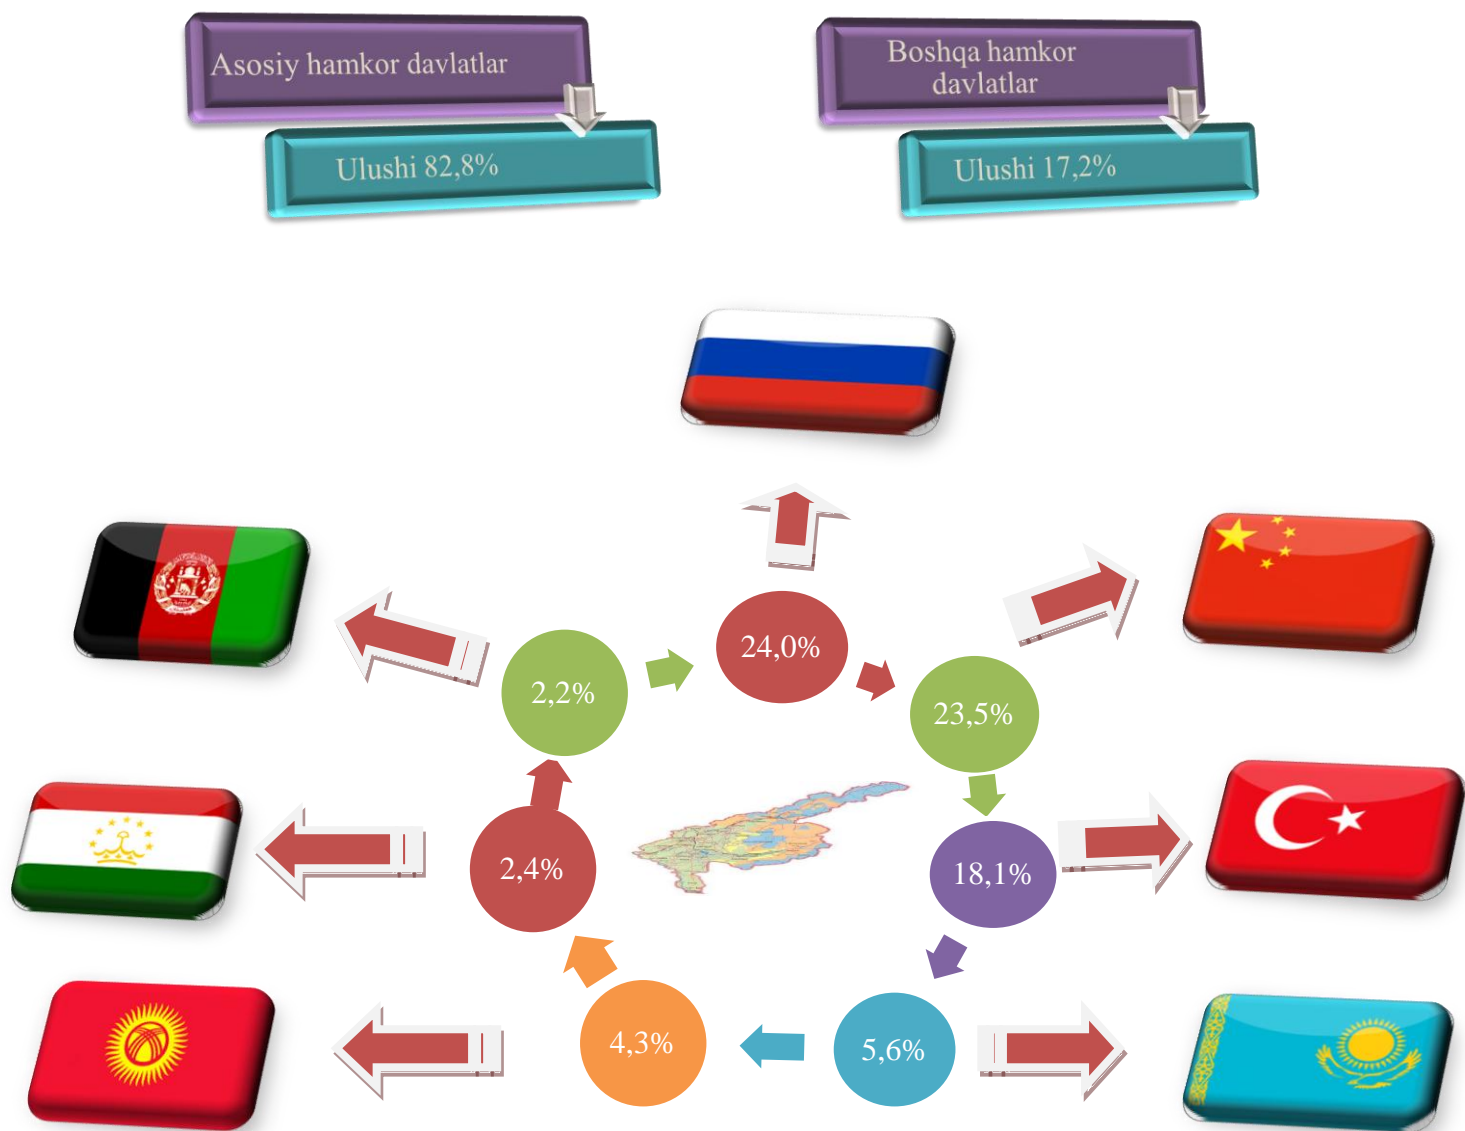 Asosiy hamkor davlatlar
Ulushi 82,8%
Boshqa hamkor
davlatlar
Ulushi 17,2%
24,0%
23,5%
18,1%
5,6%
4,3%
2,4%
2,2%